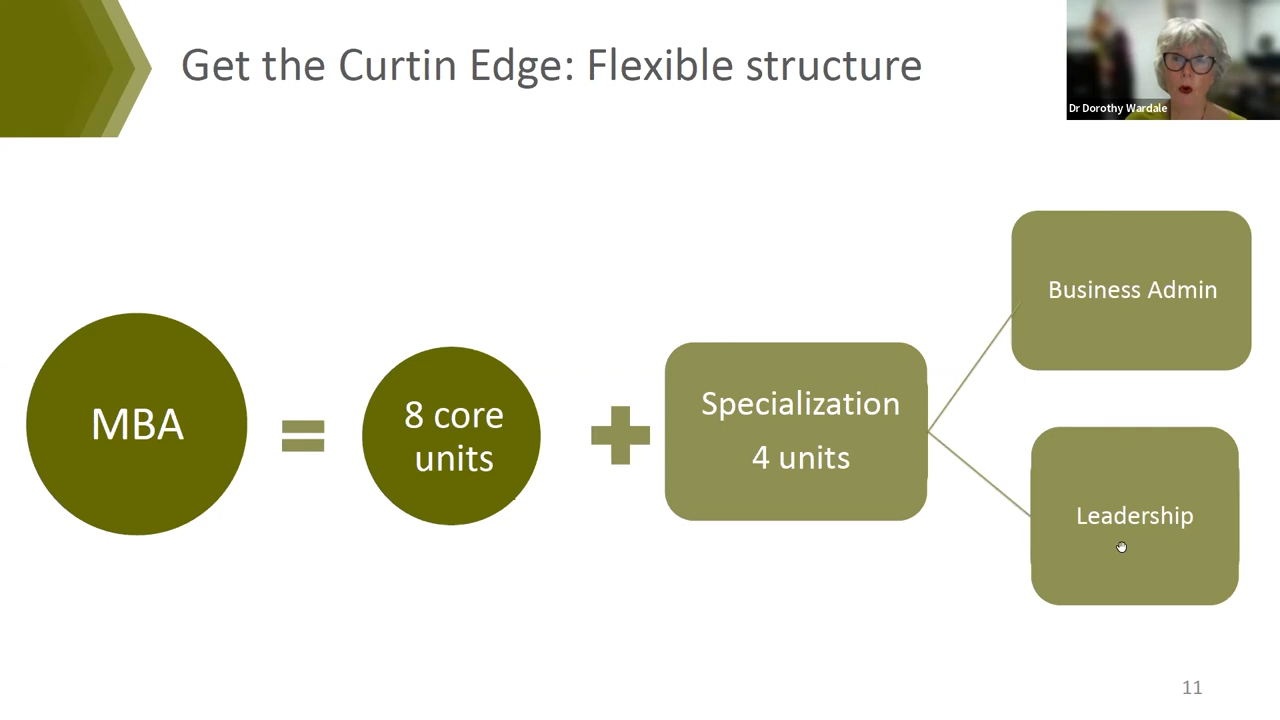 Get the Curtin Edge: Flexible structure
Dr Dorothy Wardale
MBA
=
8 core
units
+
Specialization
4 units
Business Admin
Leadership
11